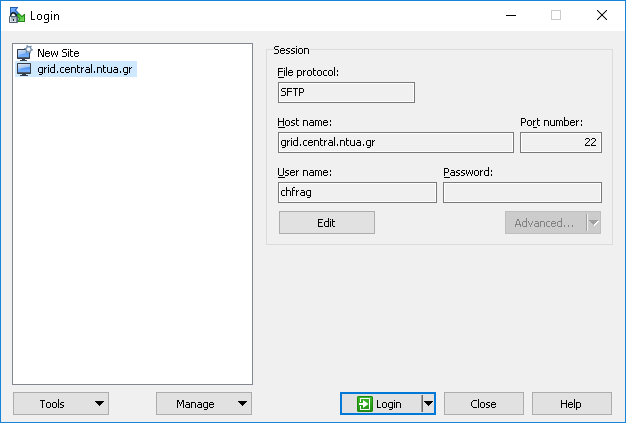 Login
New Site
grid.central.ntua.gr
Session
File protocol:
SFTP
Host name:
Port number:
grid.central.ntua.gr
22
User name:
Password:
chfrag
Edit
Advanced...
Tools
Manage
Login
Close
Help